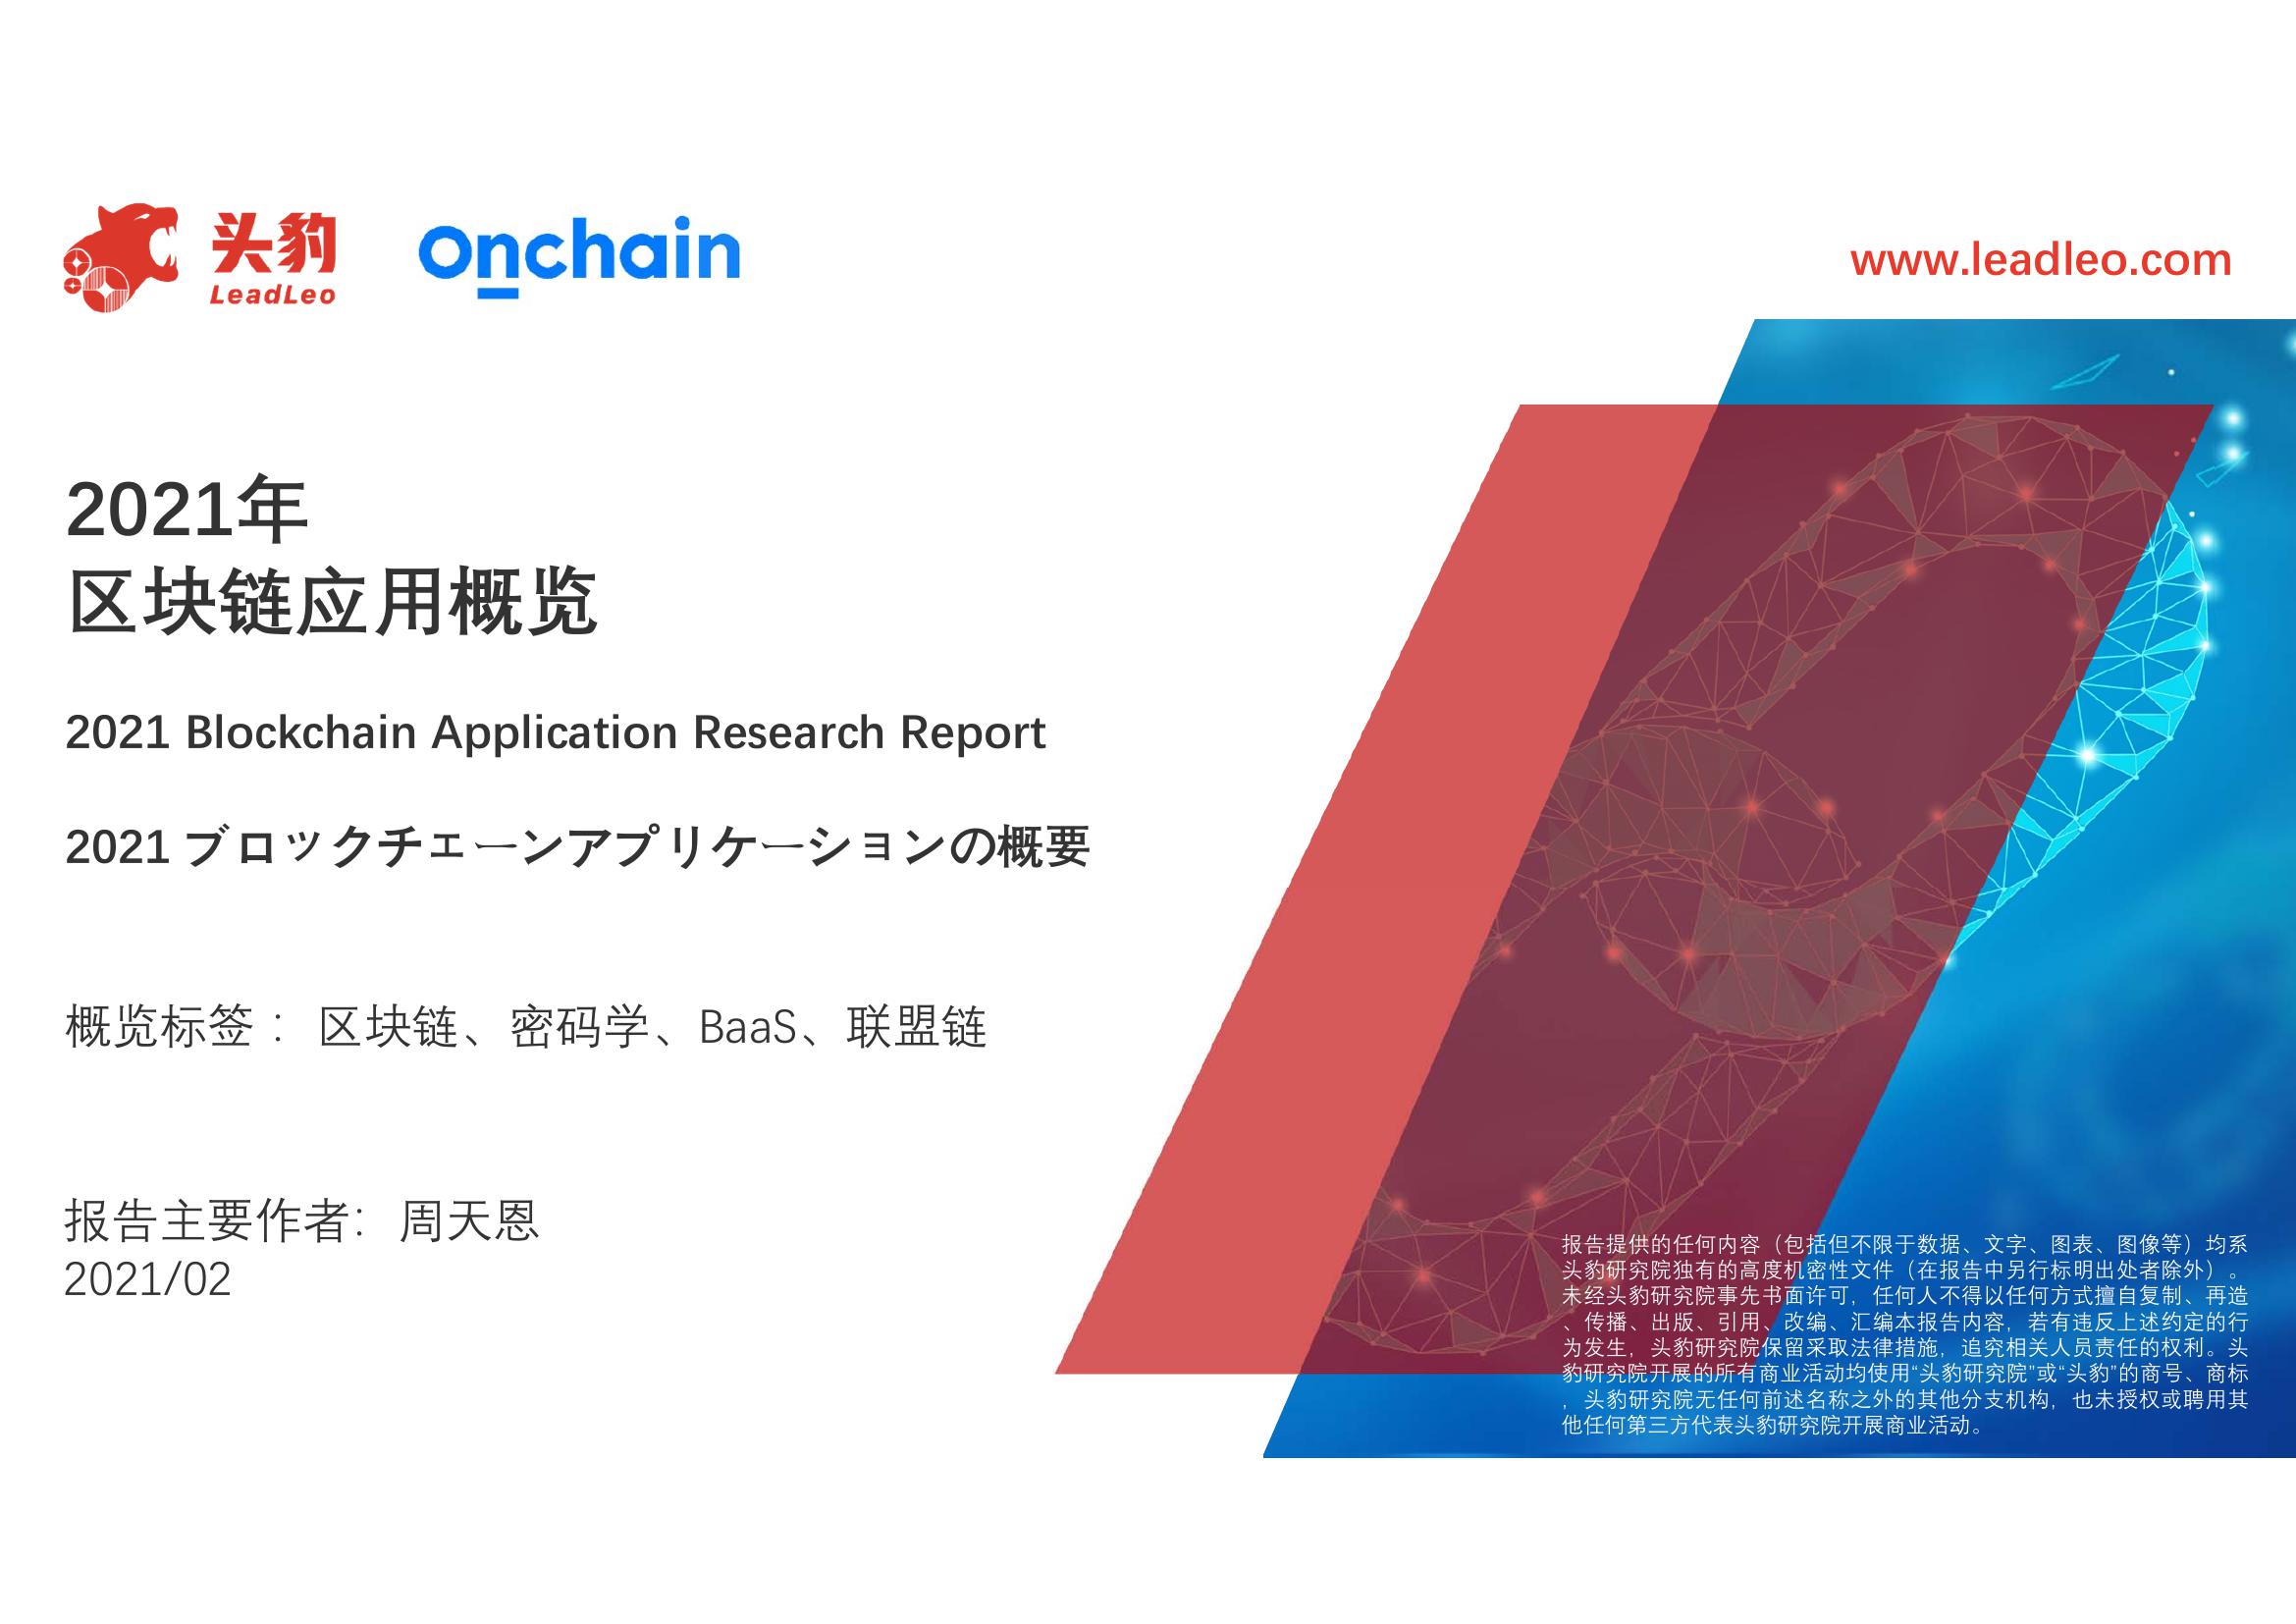 头豹
LeadLeo
Onchain
www.leadleo.com
2021年
区块链应用概览
2021 Blockchain Application Research Report
2021 ブロックチェーンアプリケーションの概要
概览标签：区块链、密码学、BaaS、联盟链
报告主要作者：周天恩
2021/02
报告提供的任何内容（包括但不限于数据、文字、图表、图像等）均系
头豹研究院独有的高度机密性文件（在报告中另行标明出处者除外）。
未经头豹研究院事先书面许可，任何人不得以任何方式擅自复制、再造
、传播、出版、引用、改编、汇编本报告内容，若有违反上述约定的行
为发生，头豹研究院保留采取法律措施，追究相关人员责任的权利。头
豹研究院开展的所有商业活动均使用“头豹研究院”或“头豹”的商号、商标
，头豹研究院无任何前述名称之外的其他分支机构，也未授权或聘用其
他任何第三方代表头豹研究院开展商业活动。